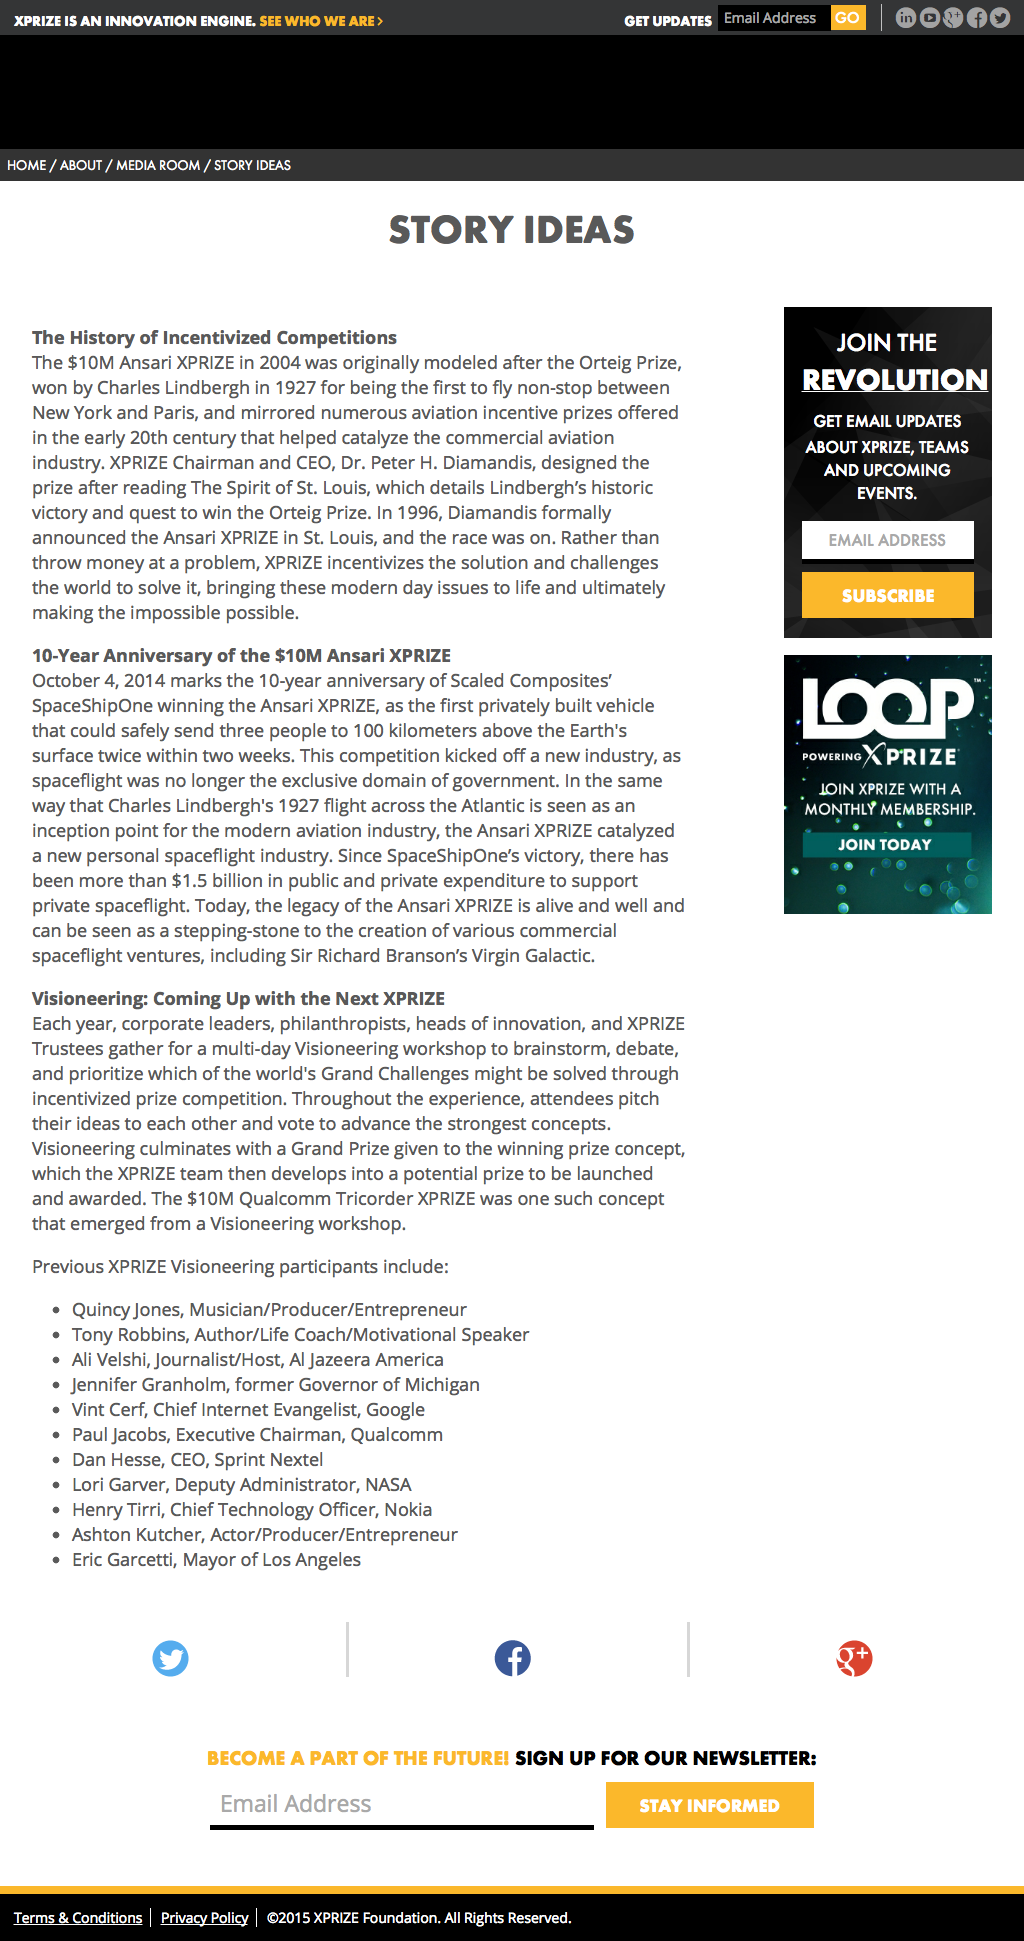 XPRIZE IS AN INNOVATION ENGINE. SEE WHO WE ARE >
GET UPDATES Email Address GO
HOME / ABOUT / MEDIA ROOM / STORY IDEAS
STORY IDEAS
The History of Incentivized Competitions
The $10M Ansari XPRIZE in 2004 was originally modeled after the Orteig Prize,
won by Charles Lindbergh in 1927 for being the first to fly non-stop between
New York and Paris, and mirrored numerous aviation incentive prizes offered
in the early 20th century that helped catalyze the commercial aviation
industry. XPRIZE Chairman and CEO, Dr. Peter H. Diamandis, designed the
prize after reading The Spirit of St. Louis, which details Lindbergh’s historic
victory and quest to win the Orteig Prize. In 1996, Diamandis formally
announced the Ansari XPRIZE in St. Louis, and the race was on. Rather than
throw money at a problem, XPRIZE incentivizes the solution and challenges
the world to solve it, bringing these modern day issues to life and ultimately
making the impossible possible.
10-Year Anniversary of the $10M Ansari XPRIZE
October 4, 2014 marks the 10-year anniversary of Scaled Composites’
SpaceShipOne winning the Ansari XPRIZE, as the first privately built vehicle
that could safely send three people to 100 kilometers above the Earth's
surface twice within two weeks. This competition kicked off a new industry, as
spaceflight was no longer the exclusive domain of government. In the same
way that Charles Lindbergh's 1927 flight across the Atlantic is seen as an
inception point for the modern aviation industry, the Ansari XPRIZE catalyzed
a new personal spaceflight industry. Since SpaceShipOne’s victory, there has
been more than $1.5 billion in public and private expenditure to support
private spaceflight. Today, the legacy of the Ansari XPRIZE is alive and well and
can be seen as a stepping-stone to the creation of various commercial
spaceflight ventures, including Sir Richard Branson’s Virgin Galactic.
Visioneering: Coming Up with the Next XPRIZE
Each year, corporate leaders, philanthropists, heads of innovation, and XPRIZE
Trustees gather for a multi-day Visioneering workshop to brainstorm, debate,
and prioritize which of the world's Grand Challenges might be solved through
incentivized prize competition. Throughout the experience, attendees pitch
their ideas to each other and vote to advance the strongest concepts.
Visioneering culminates with a Grand Prize given to the winning prize concept,
which the XPRIZE team then develops into a potential prize to be launched
and awarded. The $10M Qualcomm Tricorder XPRIZE was one such concept
that emerged from a Visioneering workshop.
Previous XPRIZE Visioneering participants include:
• Quincy Jones, Musician/Producer/Entrepreneur
• Tony Robbins, Author/Life Coach/Motivational Speaker
• Ali Velshi, Journalist/Host, Al Jazeera America
• Jennifer Granholm, former Governor of Michigan
• Vint Cerf, Chief Internet Evangelist, Google
• Paul Jacobs, Executive Chairman, Qualcomm
• Dan Hesse, CEO, Sprint Nextel
• Lori Garver, Deputy Administrator, NASA
• Henry Tirri, Chief Technology Officer, Nokia
• Ashton Kutcher, Actor/Producer/Entrepreneur
• Eric Garcetti, Mayor of Los Angeles
JOIN THE
REVOLUTION
GET EMAIL UPDATES
ABOUT XPRIZE, TEAMS
AND UPCOMING
EVENTS.
EMAIL ADDRESS
SUBSCRIBE
LOOP™
POWERING XPRIZE
JOIN XPRIZE WITH A
MONTHLY MEMBERSHIP.
JOIN TODAY
BECOME A PART OF THE FUTURE! SIGN UP FOR OUR NEWSLETTER:
Email Address STAY INFORMED
Terms & Conditions | Privacy Policy | ©2015 XPRIZE Foundation. All Rights Reserved.